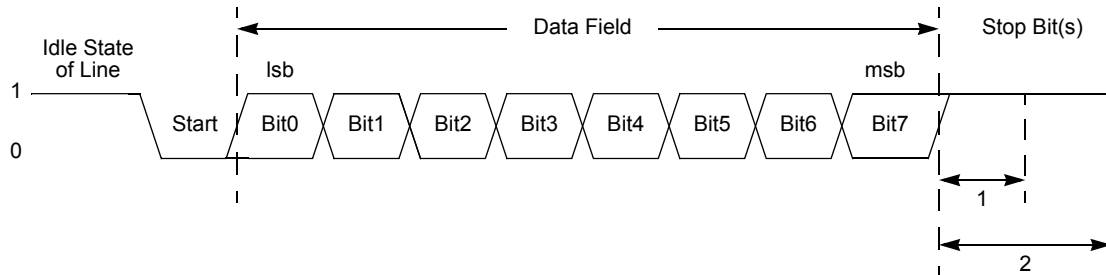 Data Field
Stop Bit(s)
Idle State
of Line
lsb
msb
1
Start
Bit0
Bit1
Bit2
Bit3
Bit4
Bit5
Bit6
Bit7
0
1
2